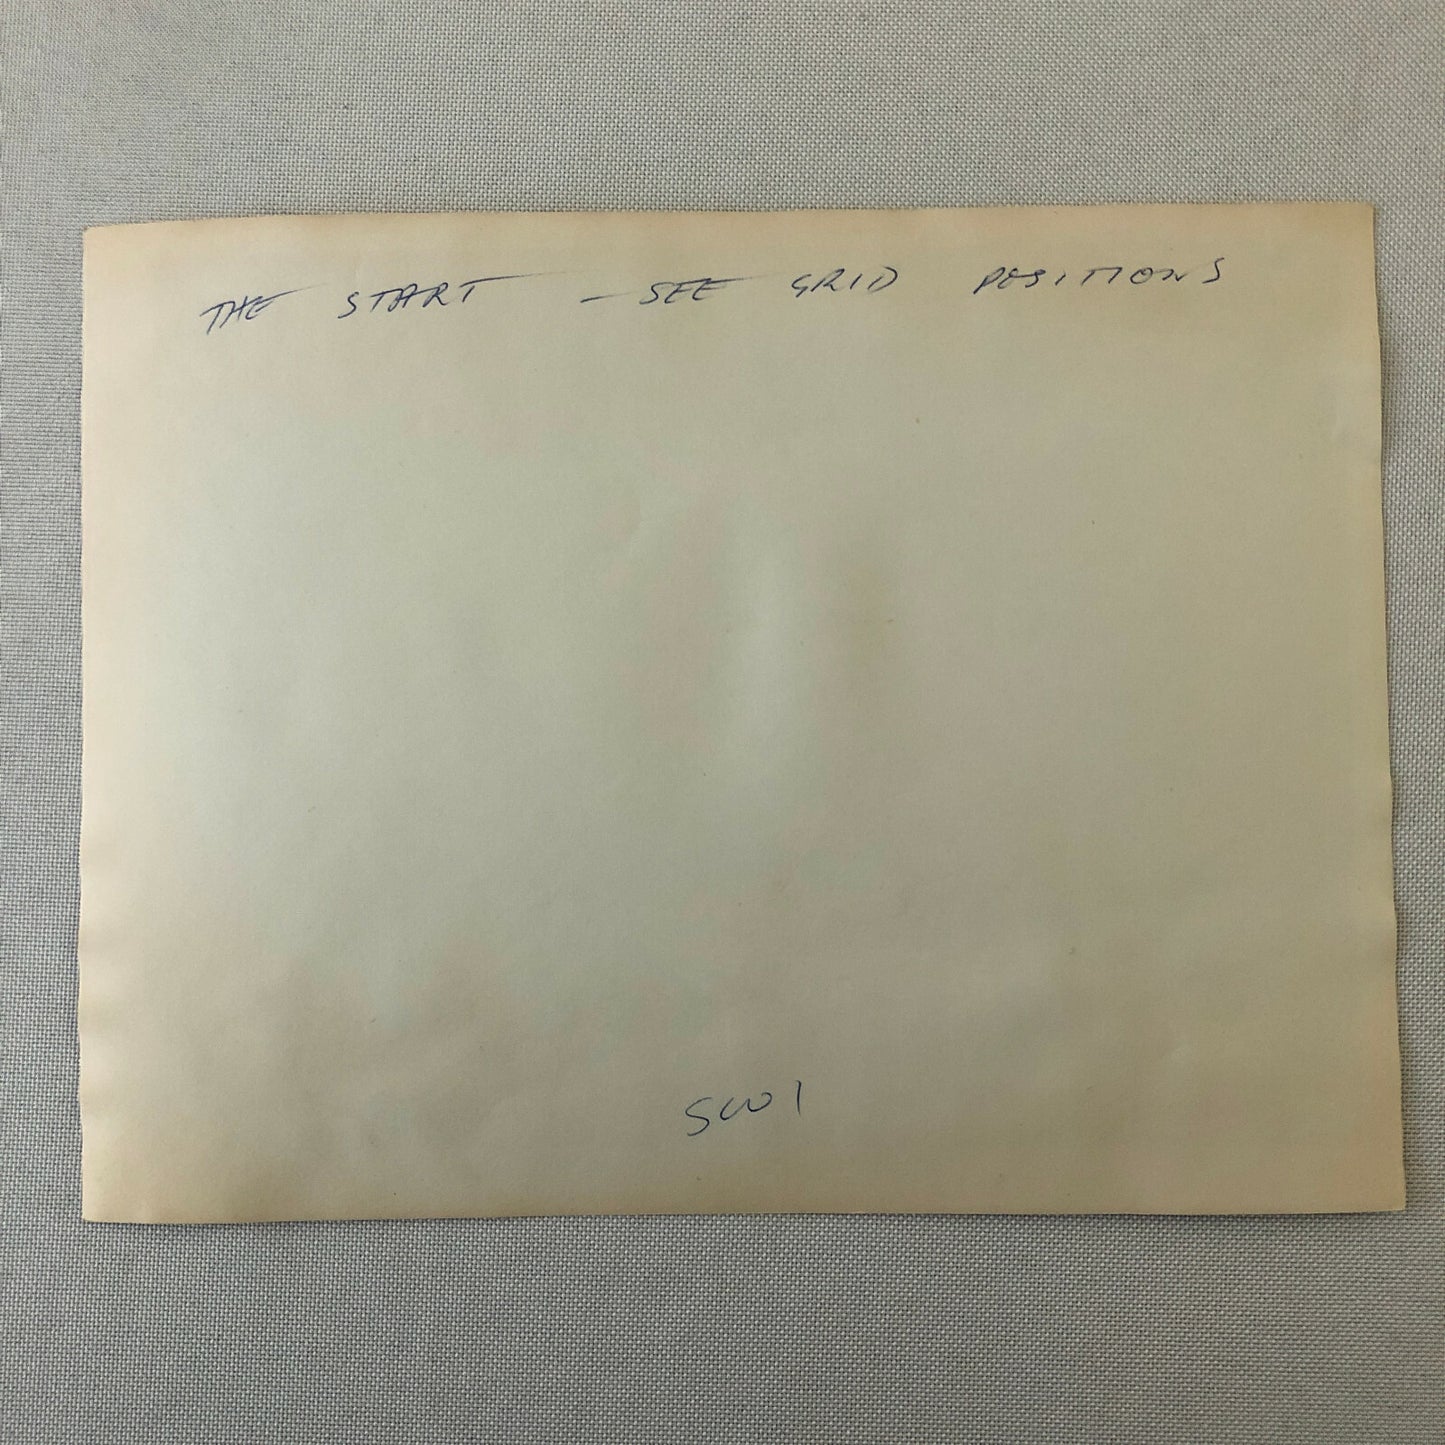 THE START - SEE GRID POSITIONS
SW1